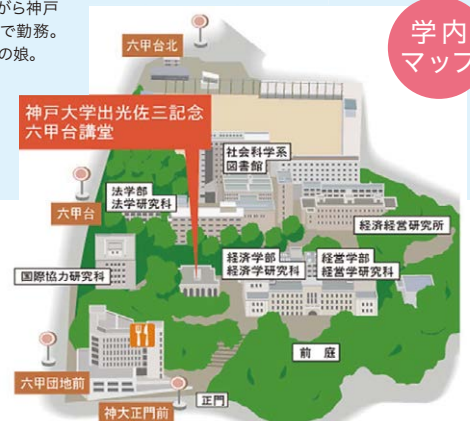 がら神戸
で勤務。
の娘。
学内
マップ
六甲台北
神戸大学出光佐三記念
六甲台講堂
社会科学系
図書館
法学部
法学研究科
六甲台
経済経営研究所
国際協力研究科
経済学部
経済学研究科
経営学部
経営学研究科
前庭
六甲団地前
神大正門前
正門